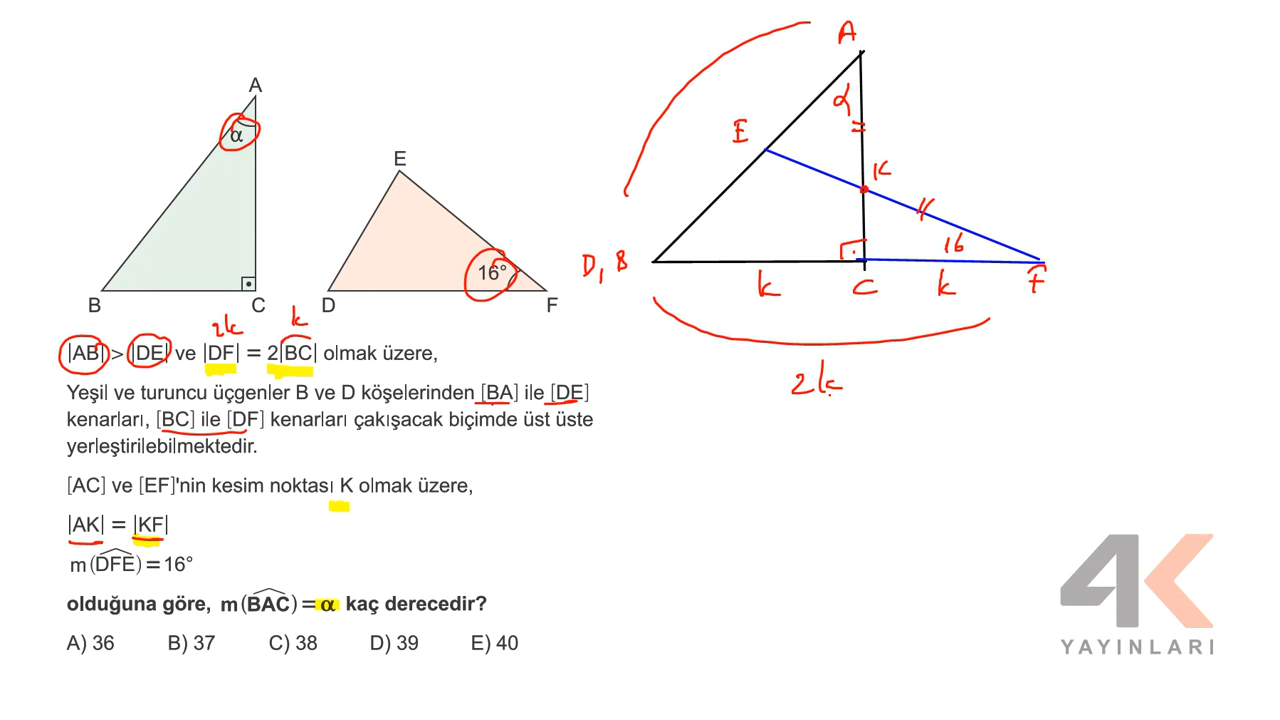 A
α
B
C
E
16°
D
F
2k
k
|AB| > |DE| ve |DF| = 2|BC| olmak üzere,
Yeşil ve turuncu üçgenler B ve D köşelerinden [BA] ile [DE]
kenarları, [BC] ile [DF] kenarları çakışacak biçimde üst üste
yerleştirilebilmektedir.
[AC] ve [EF]'nin kesim noktası K olmak üzere,
|AK| = |KF|
m(DFE) = 16°
olduğuna göre, m(BAC) = α kaç derecedir?
A) 36 B) 37 C) 38 D) 39 E) 40
A
α
E
K
16
D, B
k
C
k
F
2k
4K
YAYINLARI